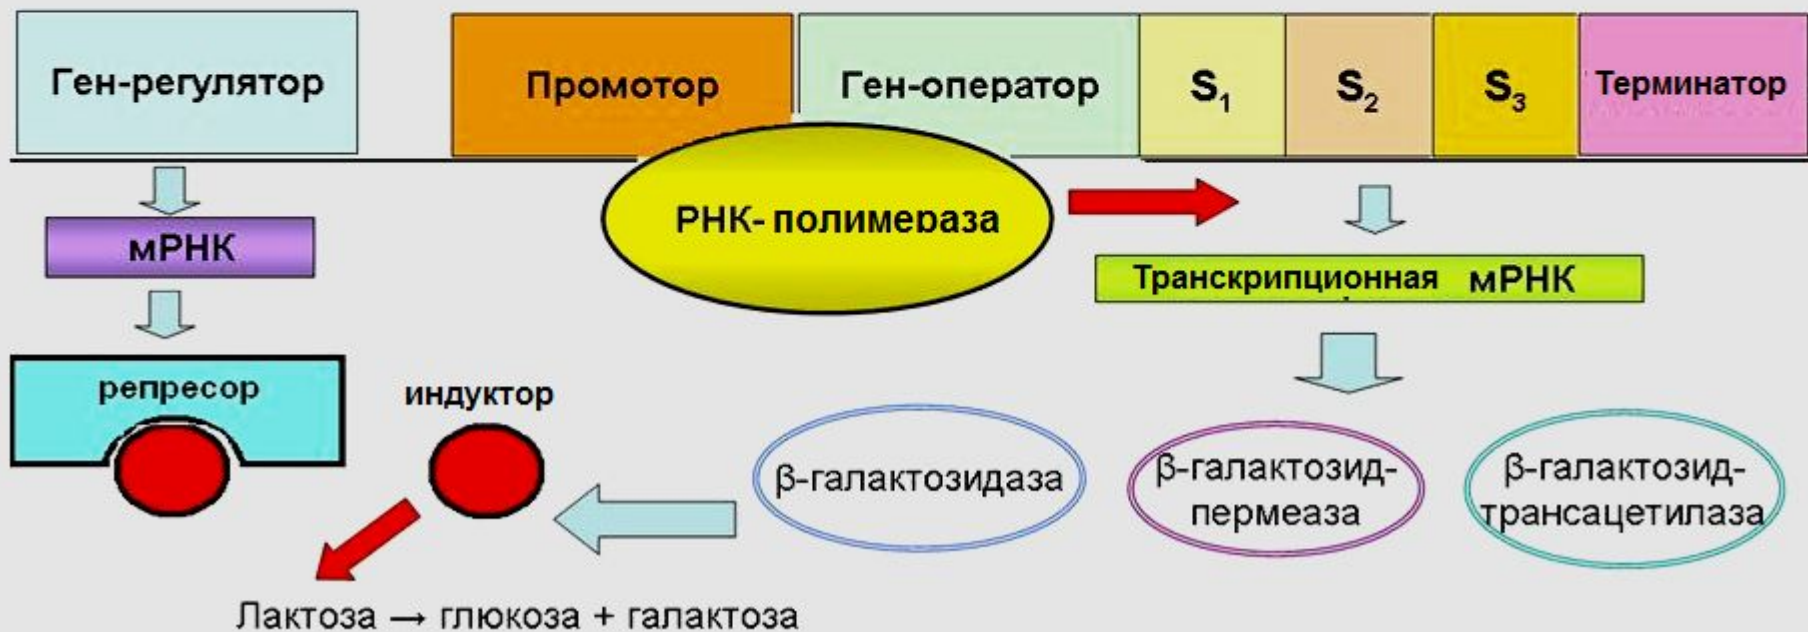 Ген-регулятор
Промотор
Ген-оператор
S₁
S₂
S₃
Терминатор
мРНК
РНК- полимераза
Транскрипционная мРНК
репресор
индуктор
β-галактозидаза
β-галактозид-
пермеаза
β-галактозид-
трансацетилаза
Лактоза → глюкоза + галактоза